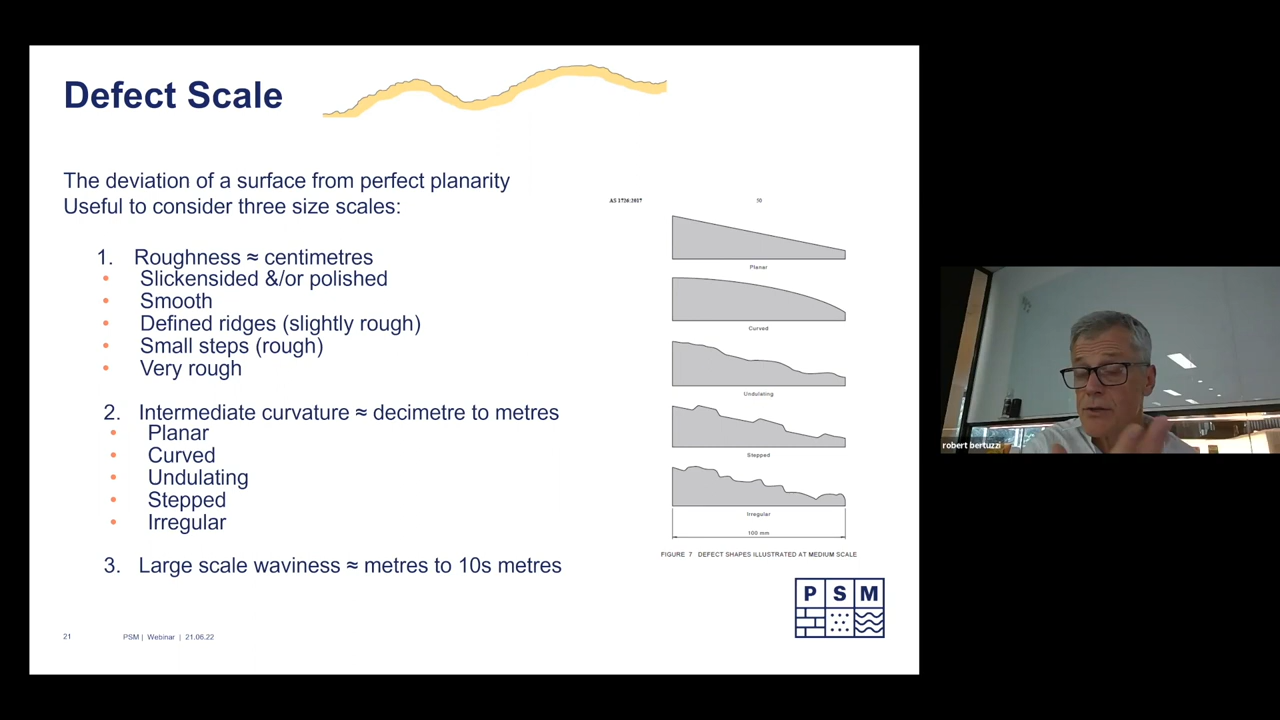 Defect Scale
The deviation of a surface from perfect planarity
Useful to consider three size scales:
1. Roughness ≈ centimetres
• Slickensided &/or polished
• Smooth
• Defined ridges (slightly rough)
• Small steps (rough)
• Very rough
2. Intermediate curvature ≈ decimetre to metres
• Planar
• Curved
• Undulating
• Stepped
• Irregular
3. Large scale waviness ≈ metres to 10s metres
AS 1726:2017
50
Planar
Curved
Undulating
Stepped
Irregular
100 mm
FIGURE 7 DEFECT SHAPES ILLUSTRATED AT MEDIUM SCALE
PSM
21
PSM | Webinar | 21.06.22
robert bertuzzi